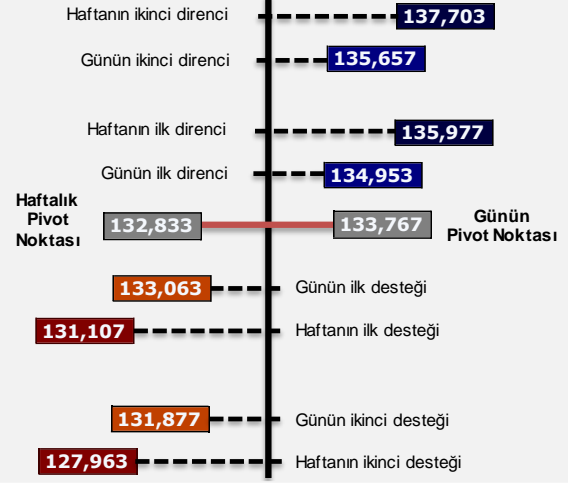 Haftanın ikinci direnci
137,703
Günün ikinci direnci
135,657
Haftanın ilk direnci
135,977
Günün ilk direnci
134,953
Haftalık
Pivot
Noktası
132,833
133,767
Günün
Pivot Noktası
133,063
Günün ilk desteği
131,107
Haftanın ilk desteği
131,877
Günün ikinci desteği
127,963
Haftanın ikinci desteği